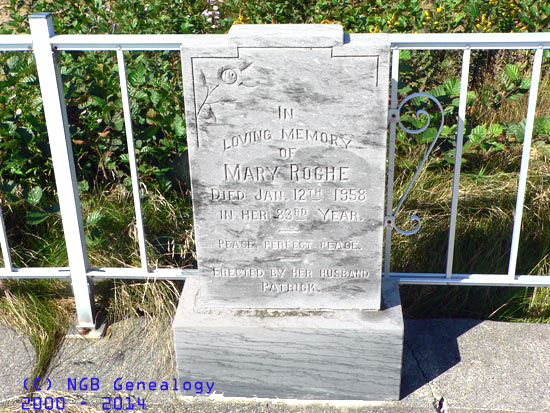 IN
LOVING MEMORY
OF
MARY ROCHE
DIED JAN. 12TH 1958
IN HER 83RD YEAR.
PEACE, PERFECT PEACE.
ERECTED BY HER HUSBAND
PATRICK.
(C) NGB Genealogy
2000 - 2014